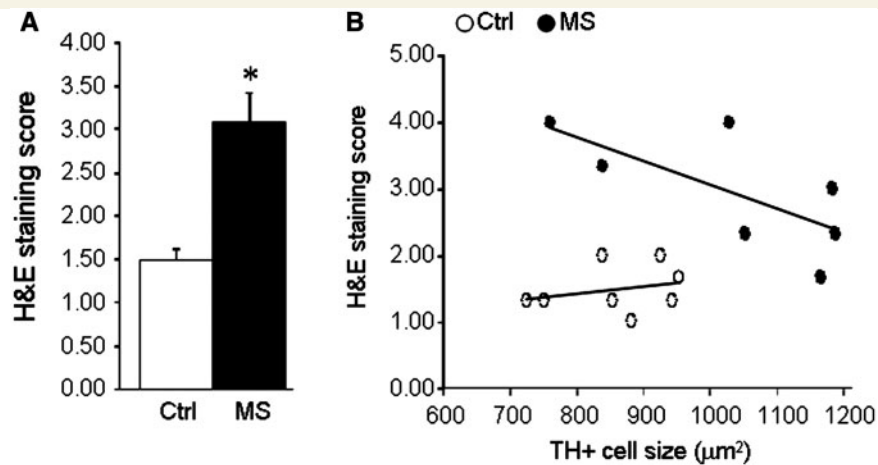 A
H&E staining score
4.00
3.50
3.00
2.50
2.00
1.50
1.00
0.50
0.00
*
Ctrl MS
B
Ctrl MS
H&E staining score
5.00
4.00
3.00
2.00
1.00
0.00
600 700 800 900 1000 1100 1200
TH+ cell size (μm²)